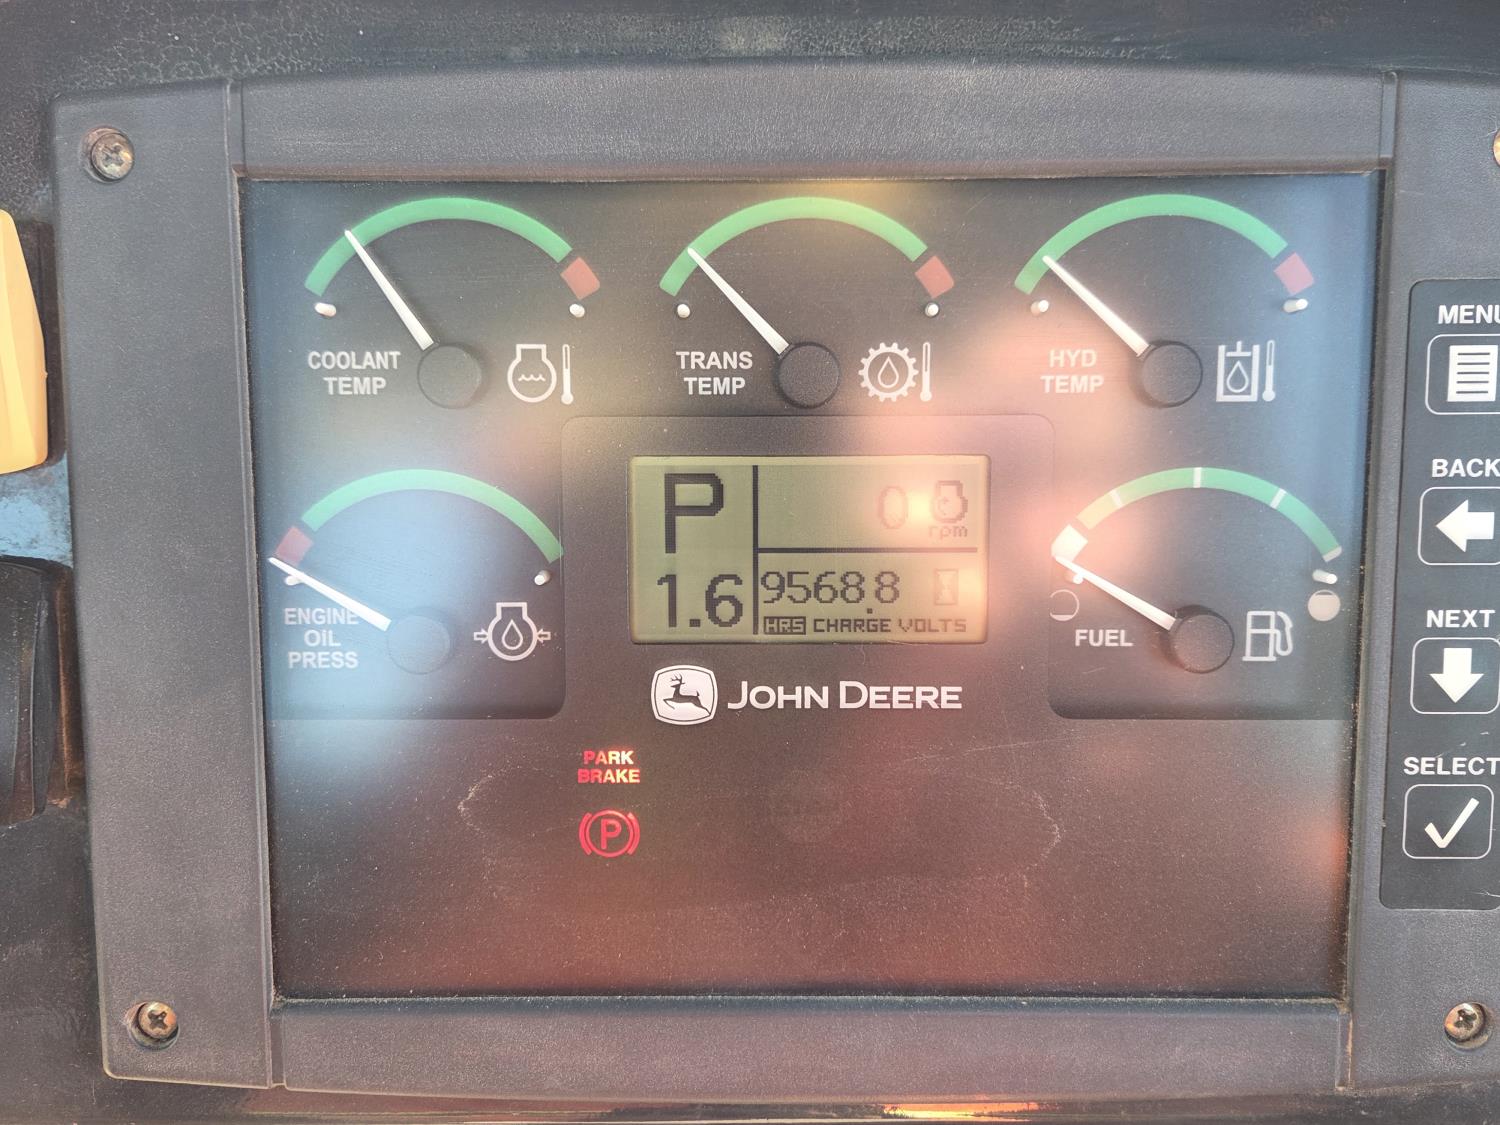 COOLANT
TEMP
TRANS
TEMP
HYD
TEMP
MENU
BACK
NEXT
SELECT
P
0
rpm
1.6
9568.8
HRS CHARGE VOLTS
ENGINE
OIL
PRESS
FUEL
JOHN DEERE
PARK
BRAKE
P